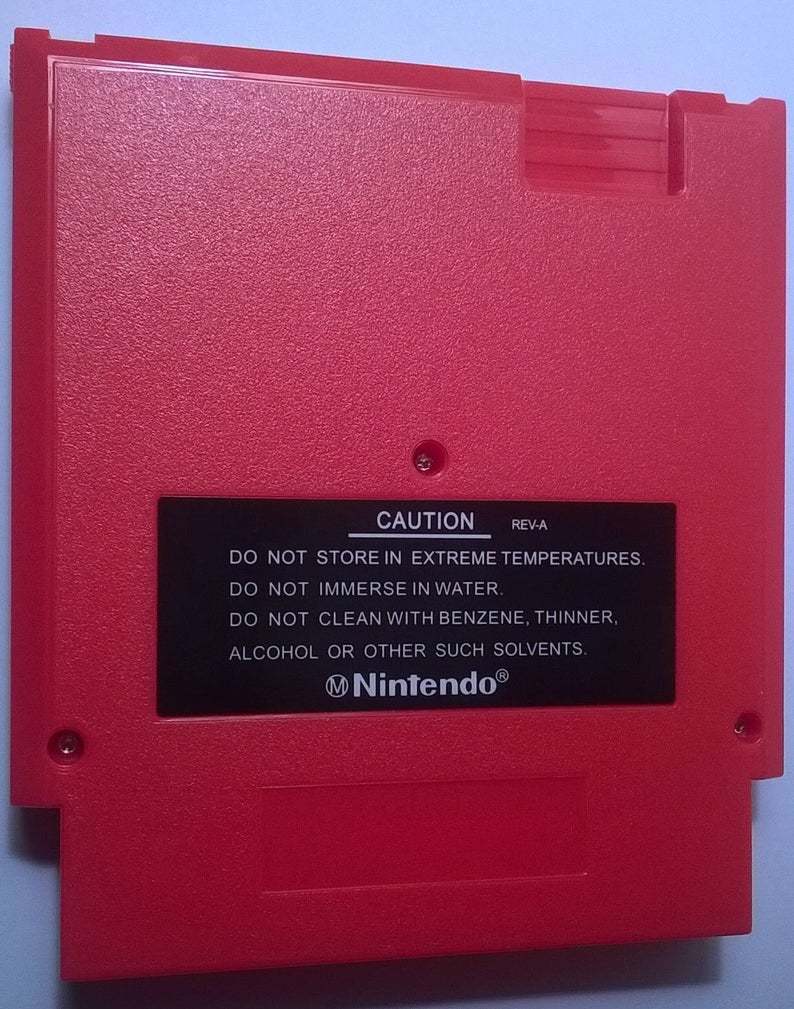 CAUTION REV-A
DO NOT STORE IN EXTREME TEMPERATURES.
DO NOT IMMERSE IN WATER.
DO NOT CLEAN WITH BENZENE, THINNER,
ALCOHOL OR OTHER SUCH SOLVENTS.
Ⓜ Nintendo®